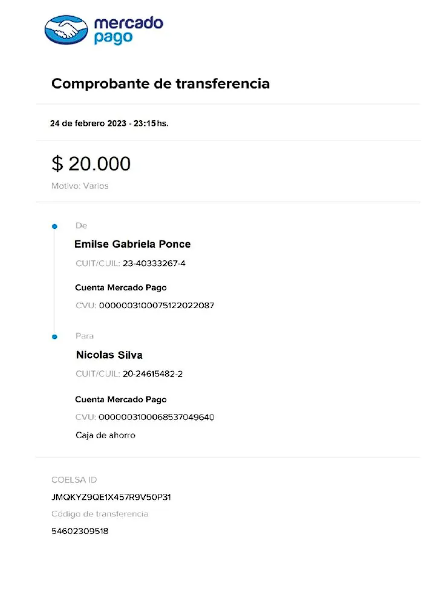 mercado
pago
Comprobante de transferencia
24 de febrero 2023 - 23:15hs.
$ 20.000
Motivo: Varios
De
Emilse Gabriela Ponce
CUIT/CUIL: 23-40333267-4
Cuenta Mercado Pago
CVU: 0000003100075122022087
Para
Nicolas Silva
CUIT/CUIL: 20-24615482-2
Cuenta Mercado Pago
CVU: 0000003100068537049640
Caja de ahorro
COELSA ID
JMQKYZ9QE1X457R9V50P31
Código de transferencia
54602309518